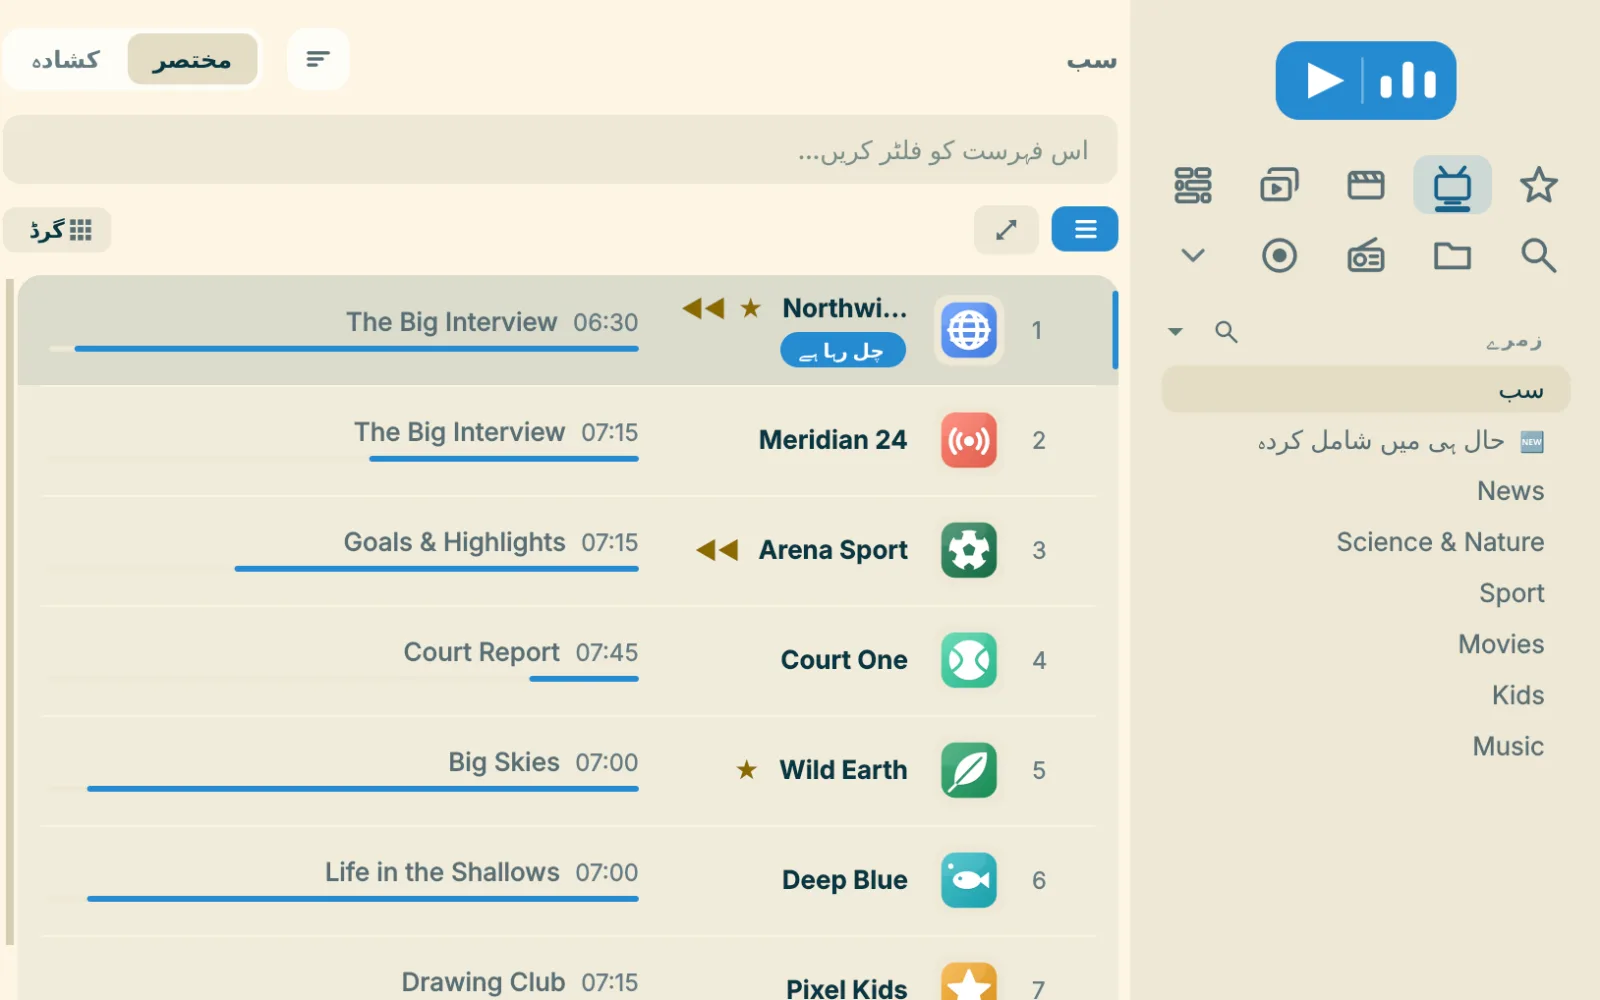 سب
مختصر
کشادہ
اس فہرست کو فلٹر کریں...
گرڈ
1 Northwi... ★ 06:30 The Big Interview
چل رہا ہے
2 Meridian 24 07:15 The Big Interview
3 Arena Sport 07:15 Goals & Highlights
4 Court One 07:45 Court Report
5 Wild Earth ★ 07:00 Big Skies
6 Deep Blue 07:00 Life in the Shallows
7 Pixel Kids 07:15 Drawing Club
زمرے
سب
🆕 حال ہی میں شامل کردہ
News
Science & Nature
Sport
Movies
Kids
Music